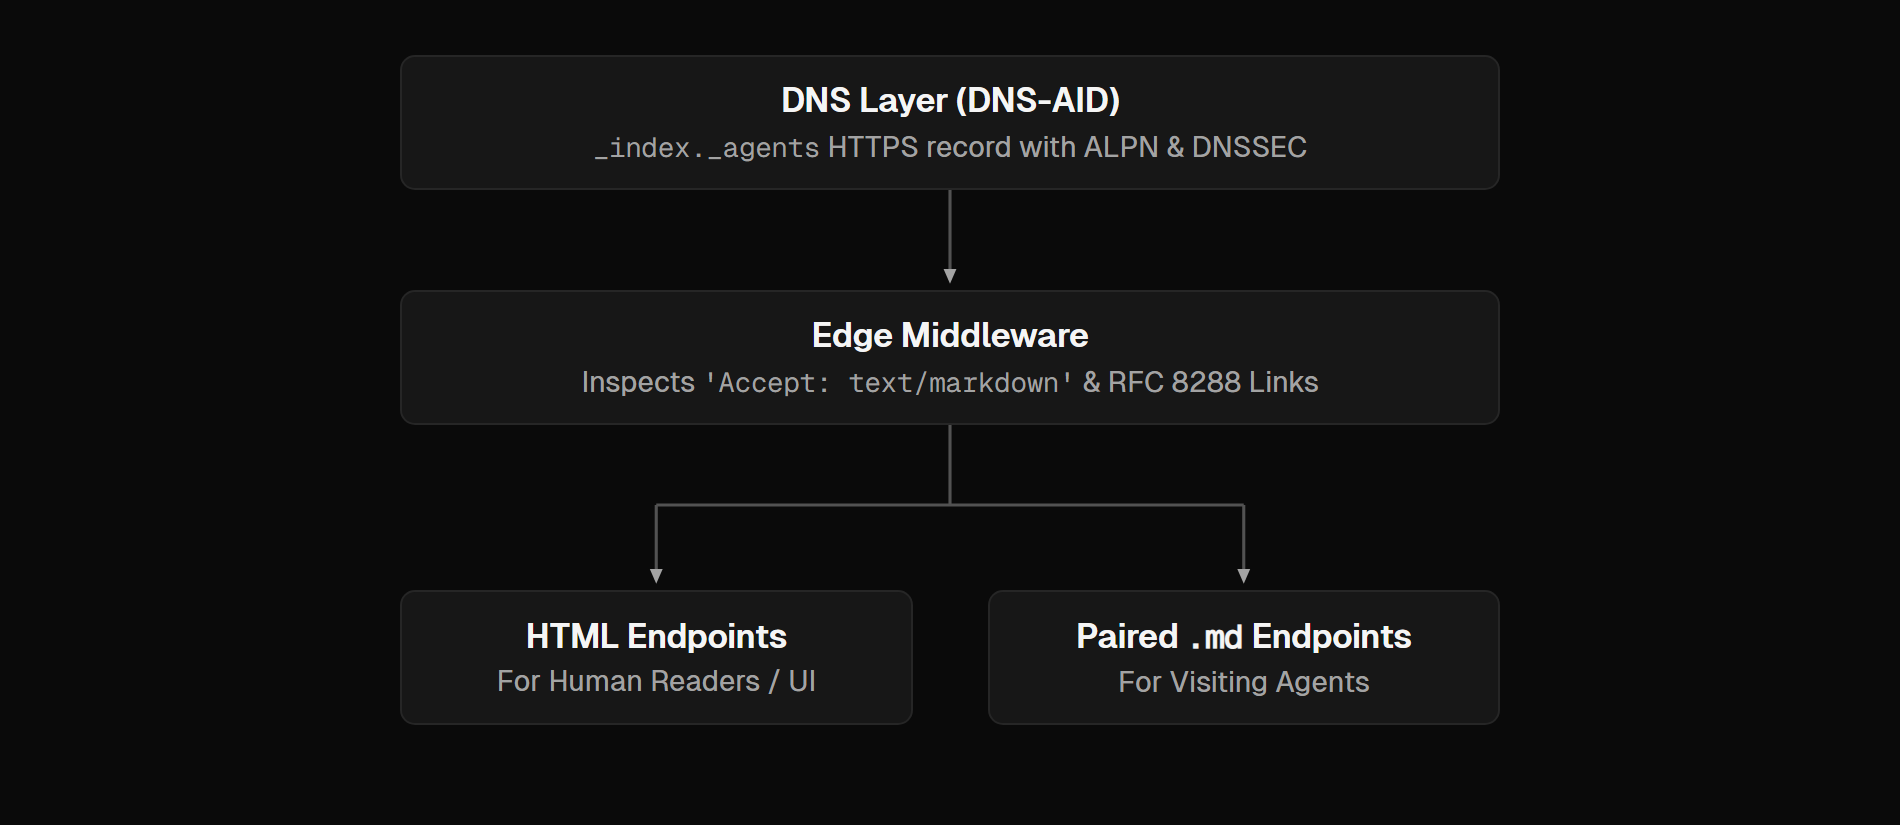 DNS Layer (DNS-AID)
_index._agents HTTPS record with ALPN & DNSSEC
Edge Middleware
Inspects 'Accept: text/markdown' & RFC 8288 Links
HTML Endpoints
For Human Readers / UI
Paired .md Endpoints
For Visiting Agents